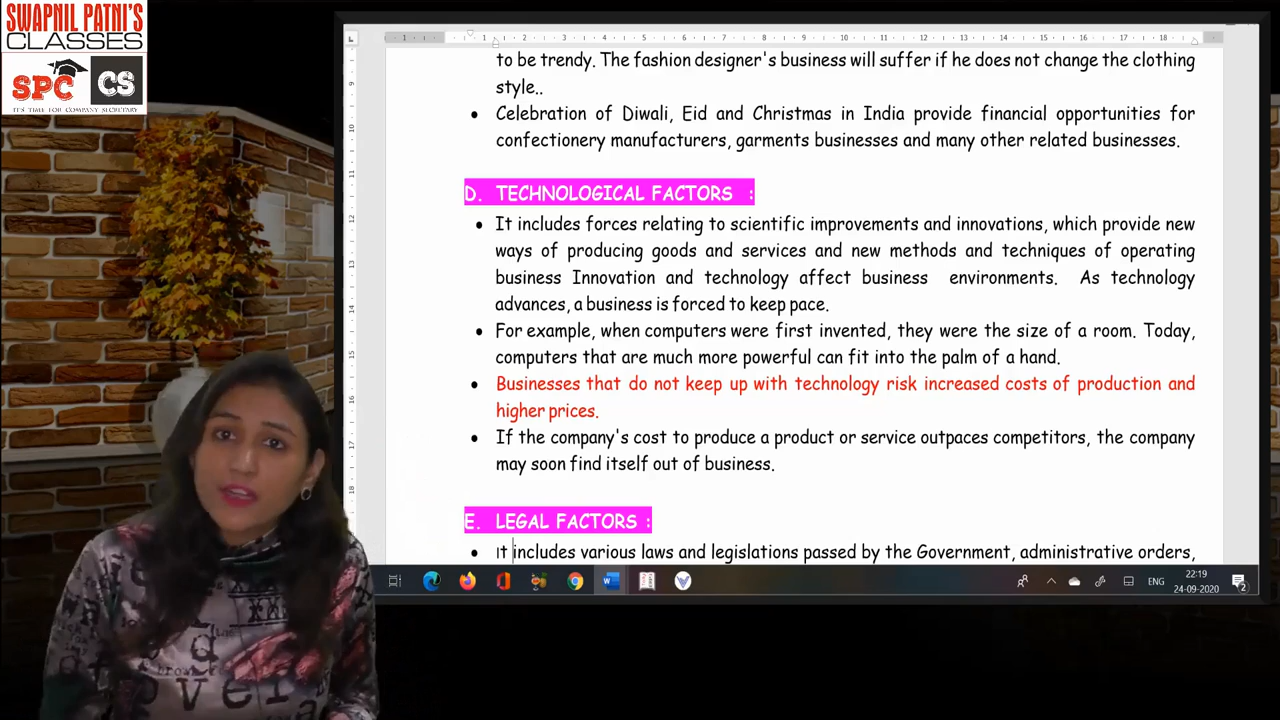 SWAPNIL PATNI'S
CLASSES
SPC CS
IT'S TIME FOR COMPANY SECRETARY
to be trendy. The fashion designer's business will suffer if he does not change the clothing
style..
• Celebration of Diwali, Eid and Christmas in India provide financial opportunities for
confectionery manufacturers, garments businesses and many other related businesses.
D. TECHNOLOGICAL FACTORS :
• It includes forces relating to scientific improvements and innovations, which provide new
ways of producing goods and services and new methods and techniques of operating
business Innovation and technology affect business environments. As technology
advances, a business is forced to keep pace.
• For example, when computers were first invented, they were the size of a room. Today,
computers that are much more powerful can fit into the palm of a hand.
• Businesses that do not keep up with technology risk increased costs of production and
higher prices.
• If the company's cost to produce a product or service outpaces competitors, the company
may soon find itself out of business.
E. LEGAL FACTORS :
• It includes various laws and legislations passed by the Government, administrative orders,
ENG
22:19
24-09-2020
2